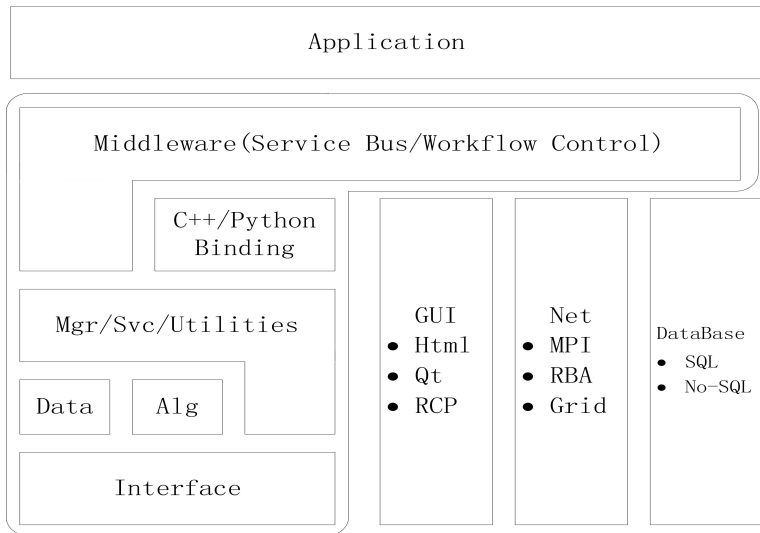 Application
Middleware(Service Bus/Workflow Control)
C++/Python
Binding
Mgr/Svc/Utilities
Data
Alg
Interface
GUI
● Html
● Qt
● RCP
Net
● MPI
● RBA
● Grid
DataBase
● SQL
● No-SQL